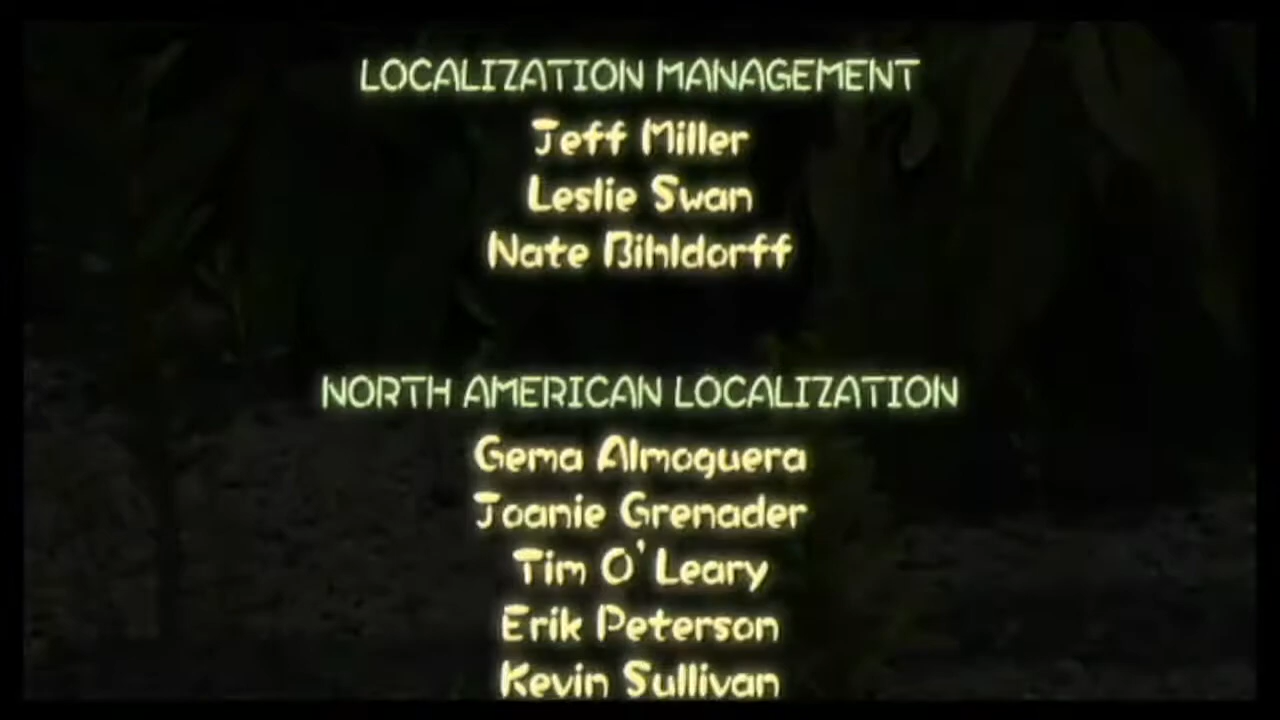 LOCALIZATION MANAGEMENT
Jeff Miller
Leslie Swan
Nate Bihldorff
NORTH AMERICAN LOCALIZATION
Gema Almoguera
Joanie Grenader
Tim O'Leary
Erik Peterson
Kevin Sullivan